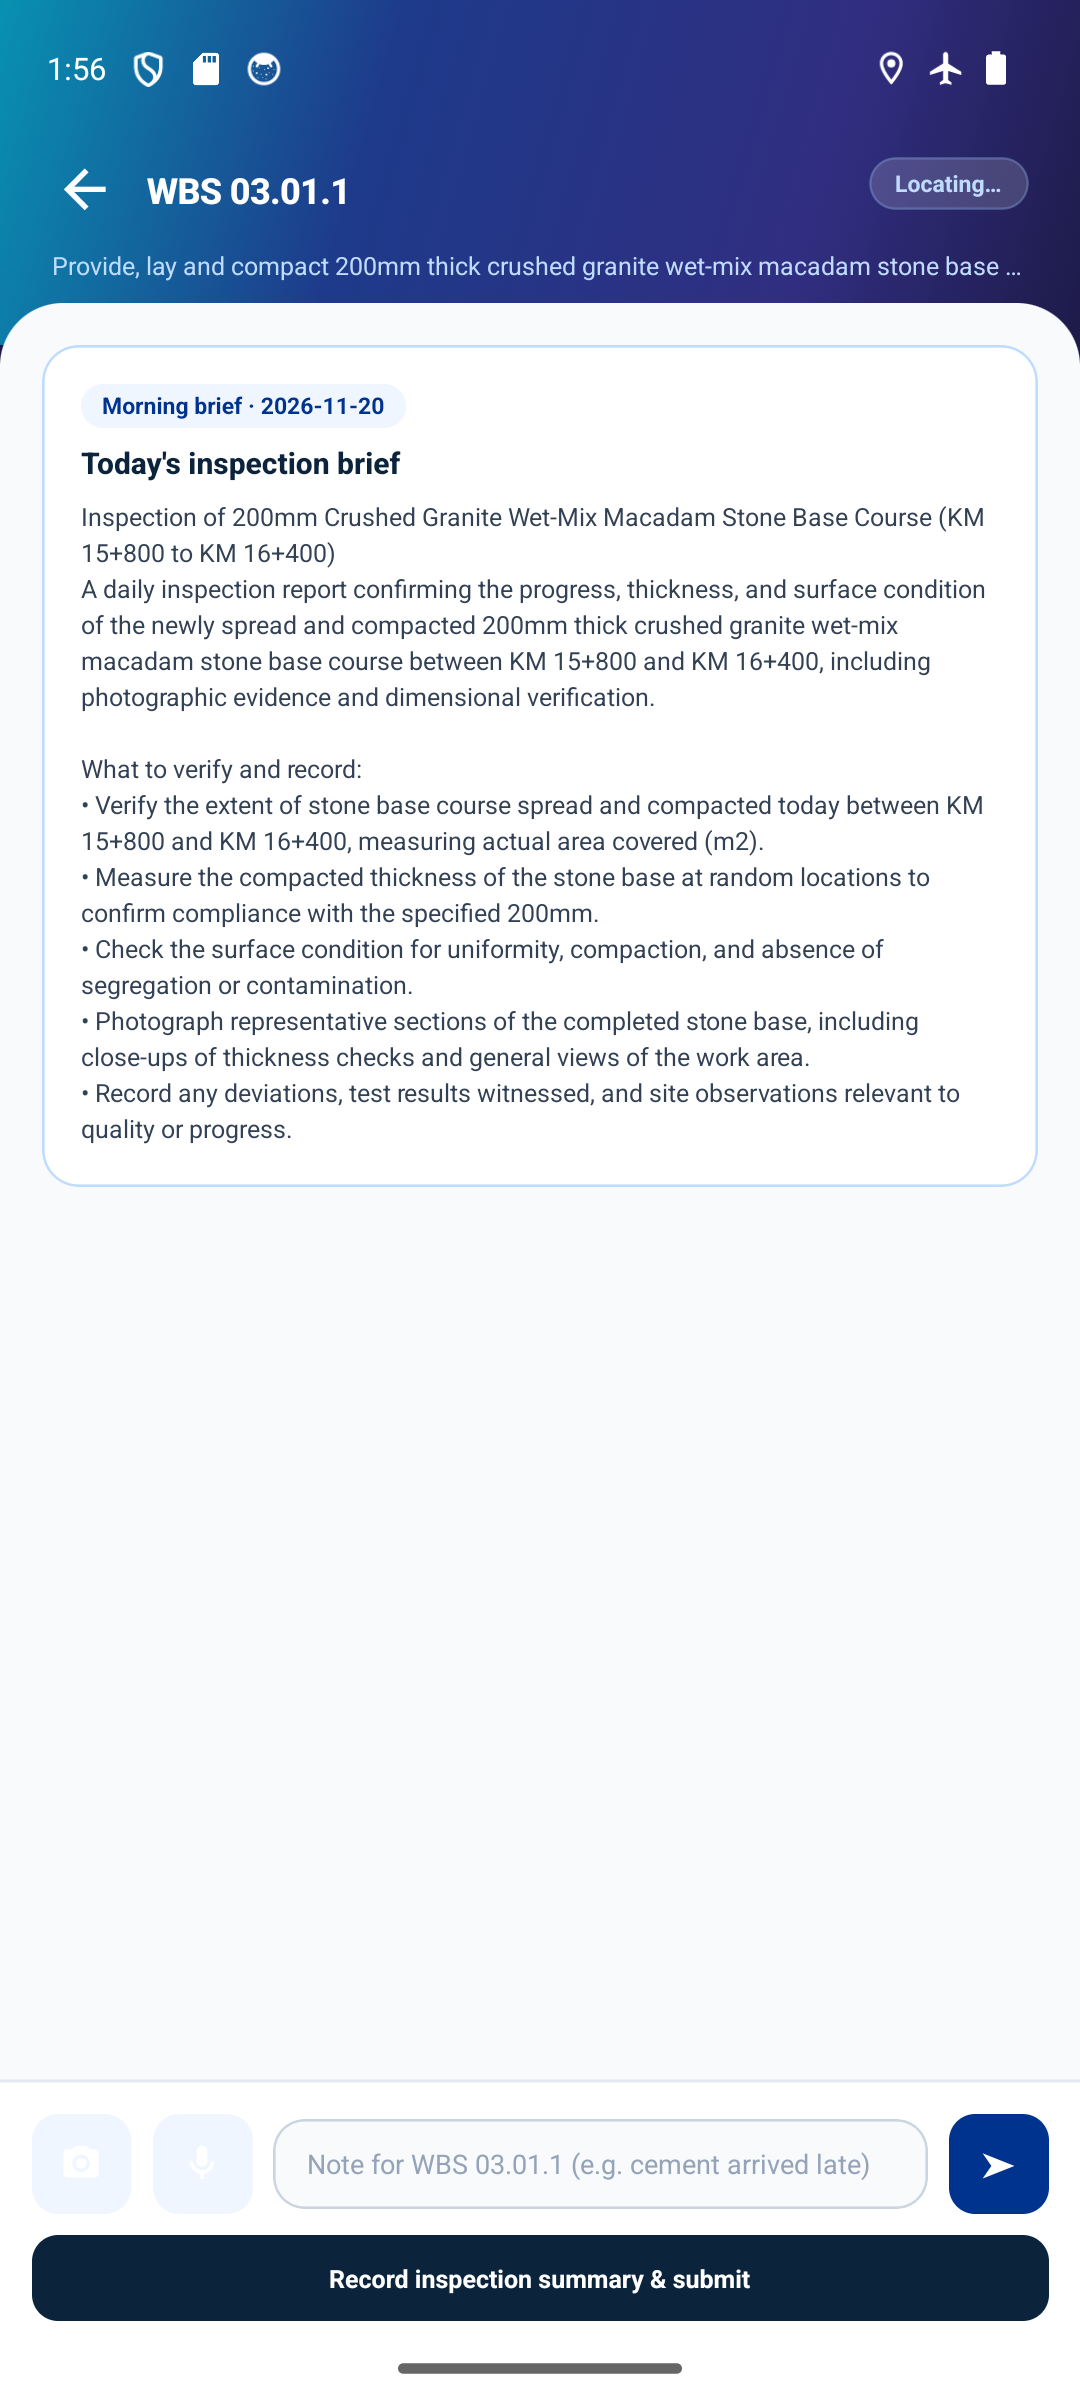 1:56
WBS 03.01.1
Locating...
Provide, lay and compact 200mm thick crushed granite wet-mix macadam stone base ...
Morning brief · 2026-11-20
Today's inspection brief
Inspection of 200mm Crushed Granite Wet-Mix Macadam Stone Base Course (KM
15+800 to KM 16+400)
A daily inspection report confirming the progress, thickness, and surface condition
of the newly spread and compacted 200mm thick crushed granite wet-mix
macadam stone base course between KM 15+800 and KM 16+400, including
photographic evidence and dimensional verification.
What to verify and record:
• Verify the extent of stone base course spread and compacted today between KM
15+800 and KM 16+400, measuring actual area covered (m2).
• Measure the compacted thickness of the stone base at random locations to
confirm compliance with the specified 200mm.
• Check the surface condition for uniformity, compaction, and absence of
segregation or contamination.
• Photograph representative sections of the completed stone base, including
close-ups of thickness checks and general views of the work area.
• Record any deviations, test results witnessed, and site observations relevant to
quality or progress.
Note for WBS 03.01.1 (e.g. cement arrived late)
Record inspection summary & submit